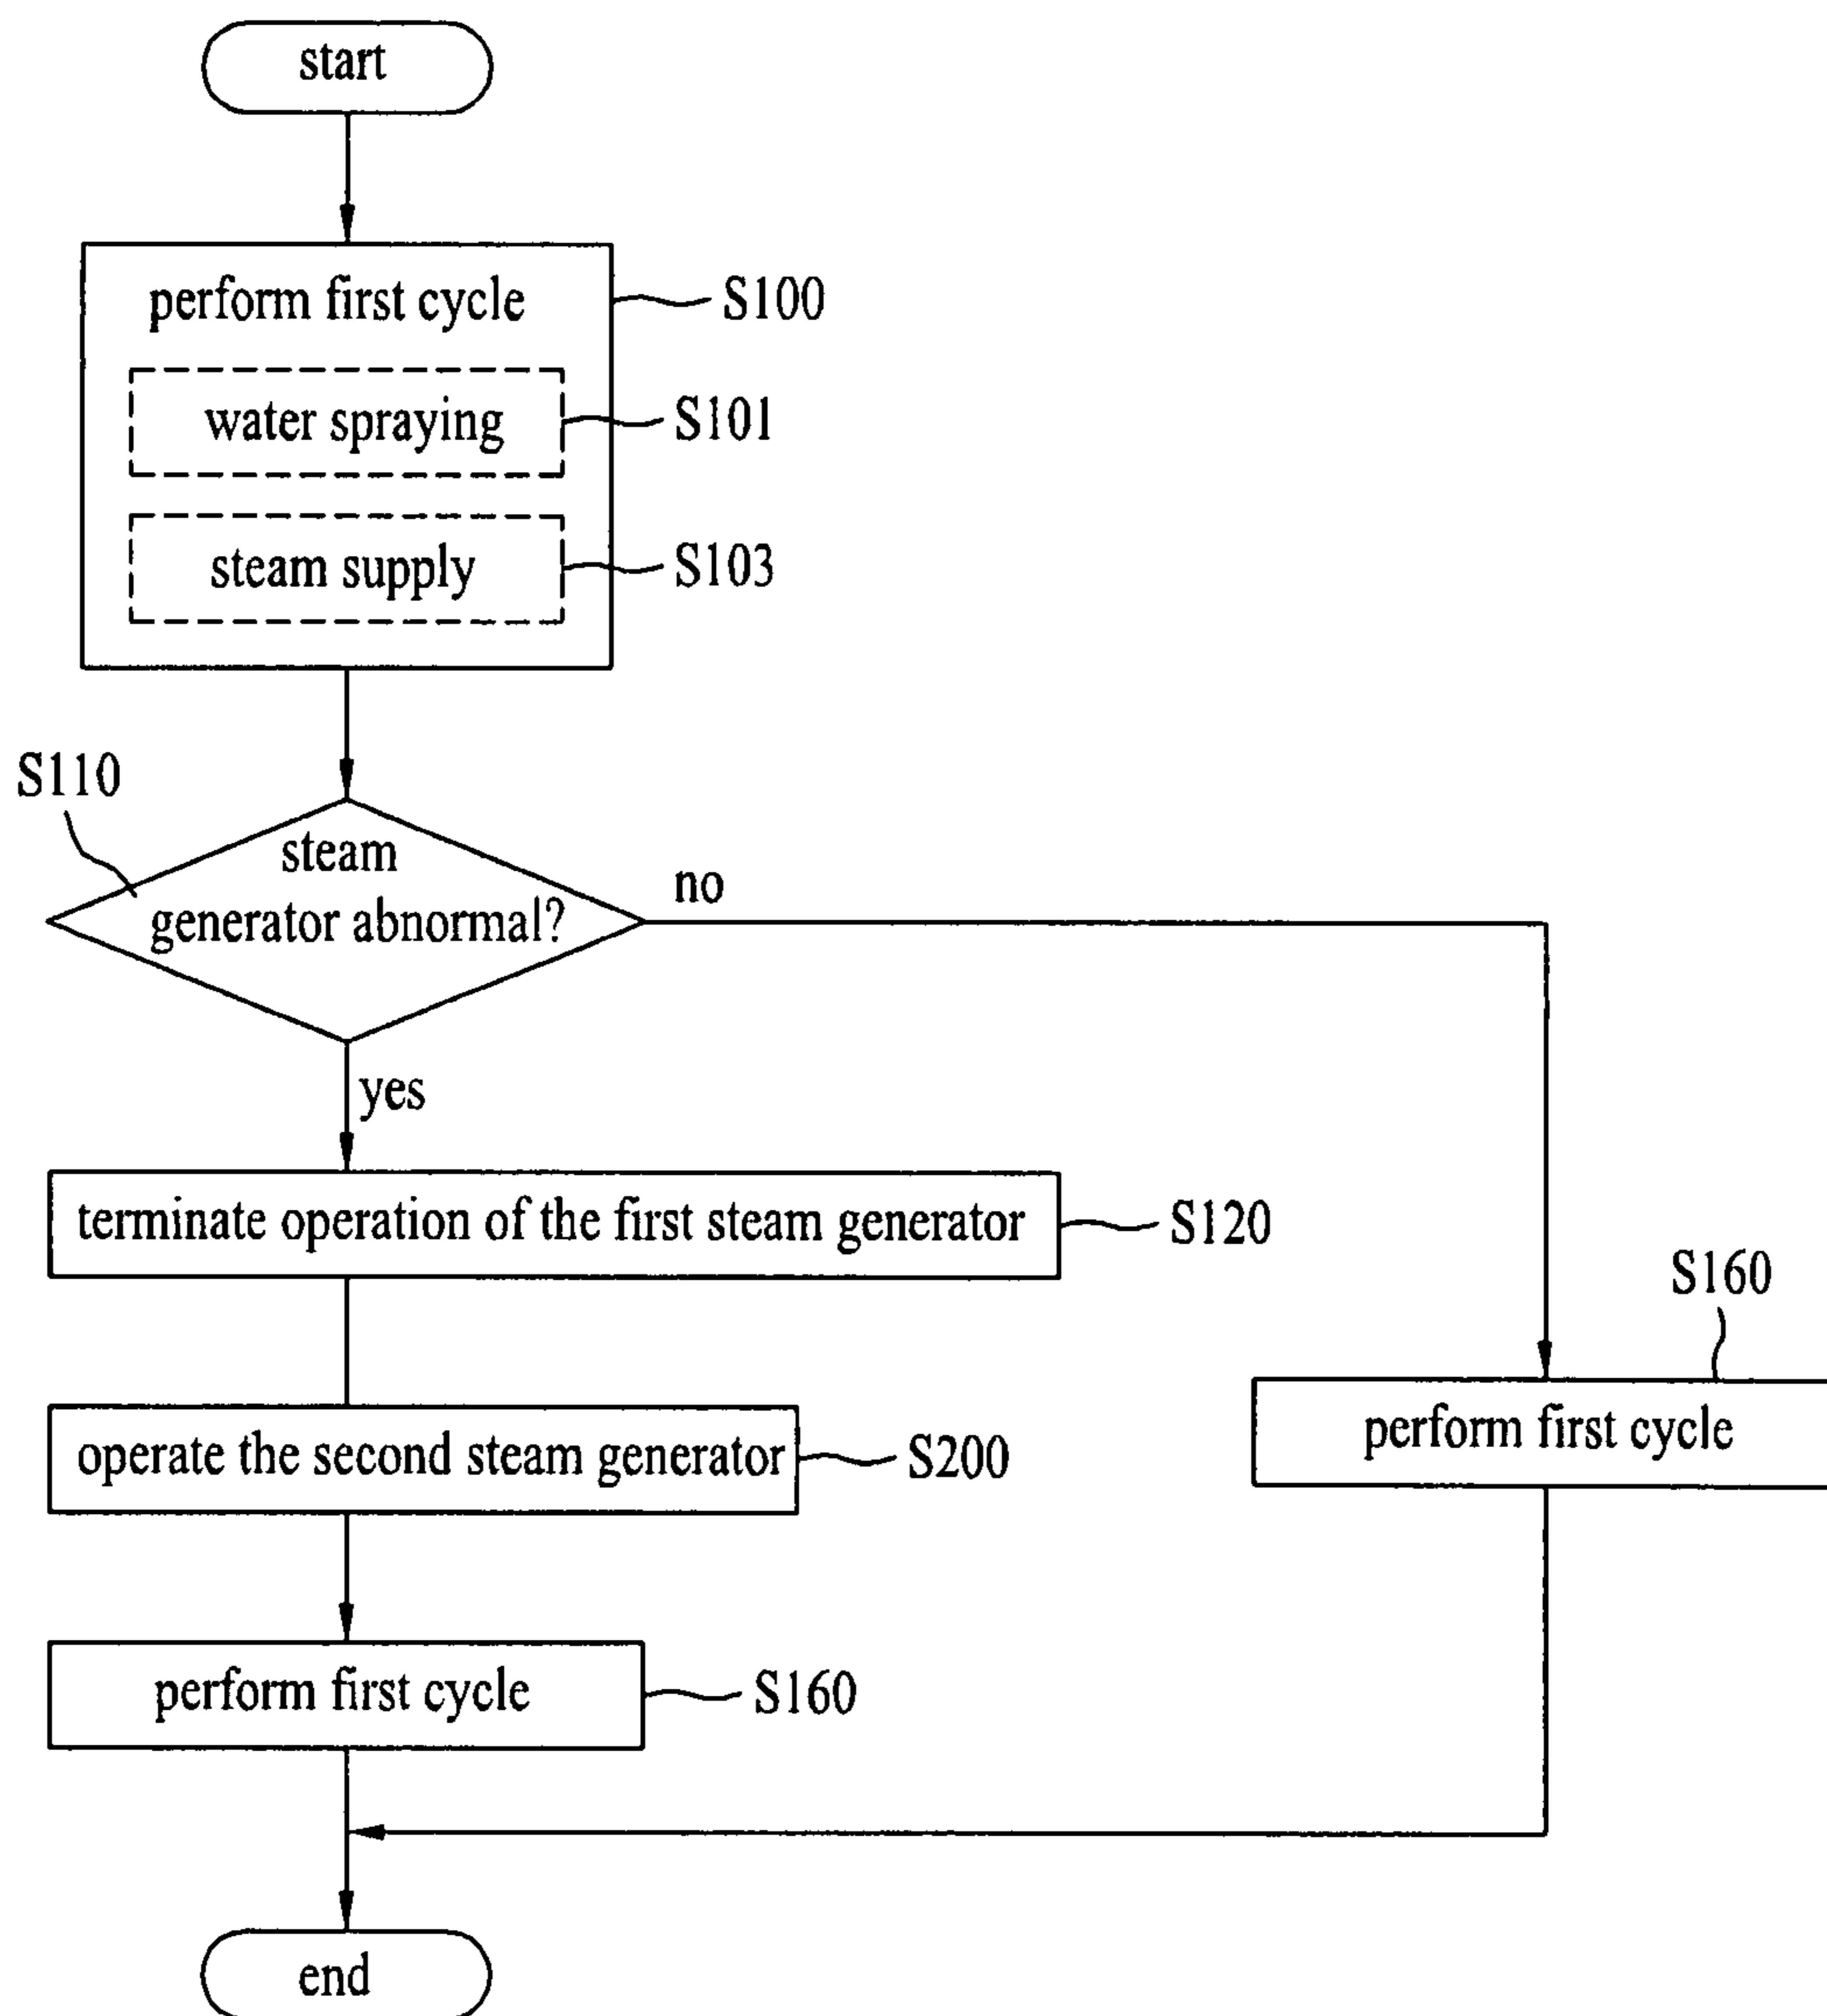 start
perform first cycle
S100
water spraying
S101
steam supply
S103
S110
steam
generator abnormal?
no
yes
terminate operation of the first steam generator
S120
S160
perform first cycle
operate the second steam generator
S200
perform first cycle
S160
end